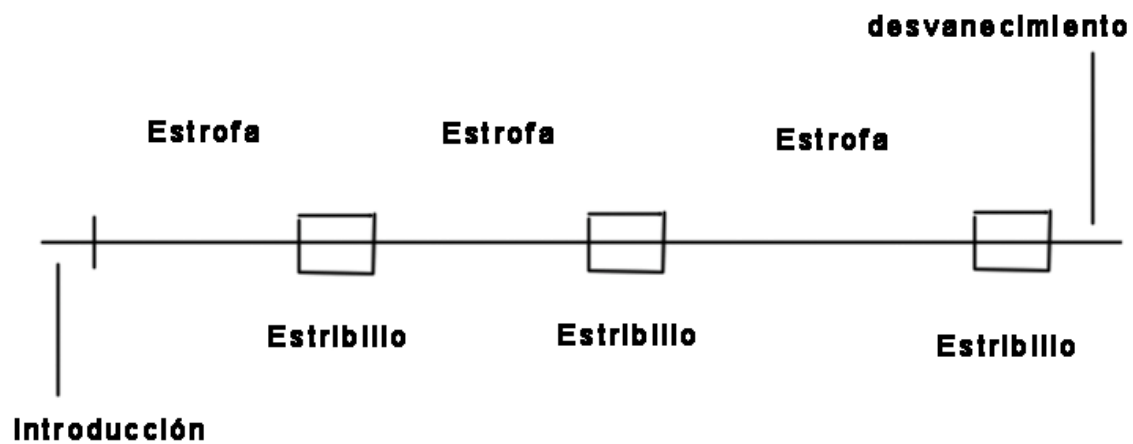 desvanecimiento
Estrofa
Estrofa
Estrofa
Estribillo
Estribillo
Estribillo
Introducción